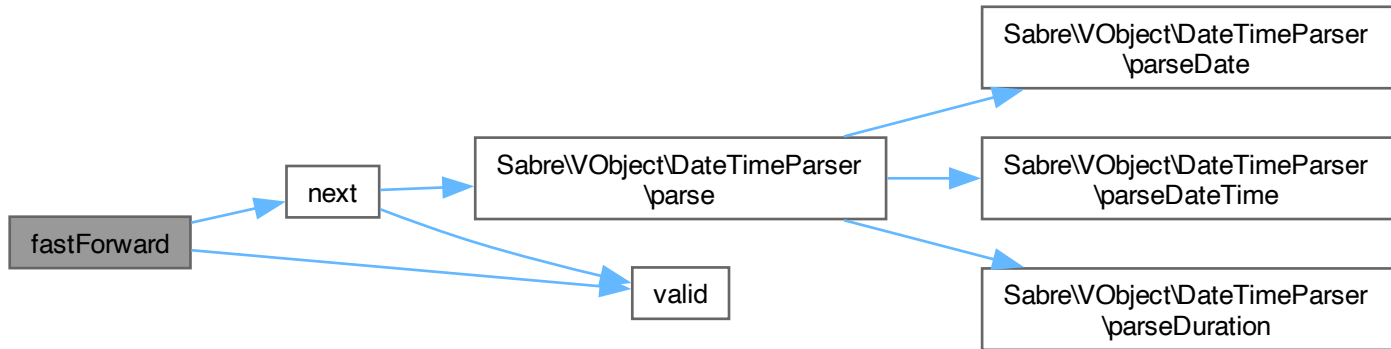 fastForward
next
valid
Sabre\VObject\DateTimeParser
\parse
Sabre\VObject\DateTimeParser
\parseDate
Sabre\VObject\DateTimeParser
\parseDateTime
Sabre\VObject\DateTimeParser
\parseDuration